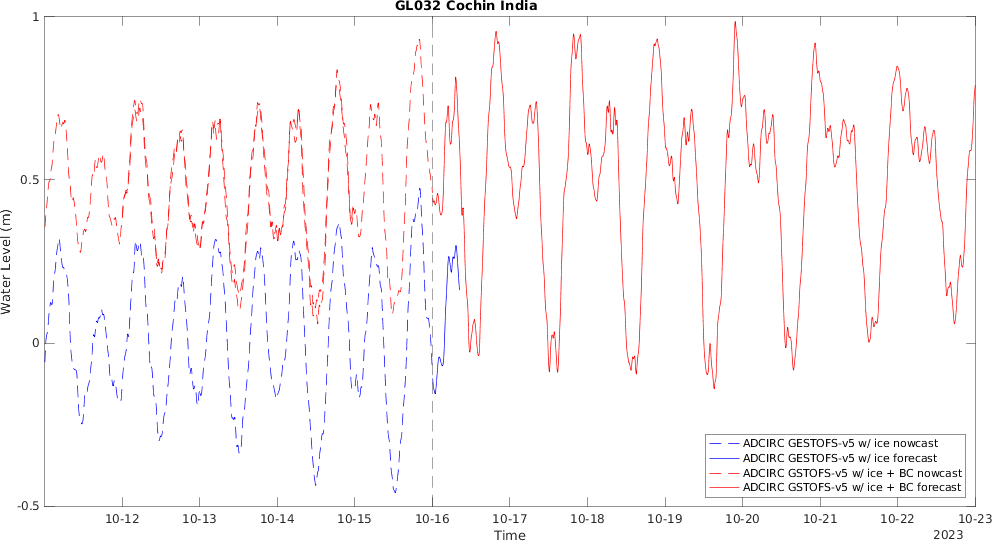 GL032 Cochin India
Water Level (m)
1
0.5
0
-0.5
10-12 10-13 10-14 10-15 10-16 10-17 10-18 10-19 10-20 10-21 10-22 10-23
Time
2023
ADCIRC GESTOFS-v5 w/ ice nowcast
ADCIRC GESTOFS-v5 w/ ice forecast
ADCIRC GSTOFS-v5 w/ ice + BC nowcast
ADCIRC GSTOFS-v5 w/ ice + BC forecast